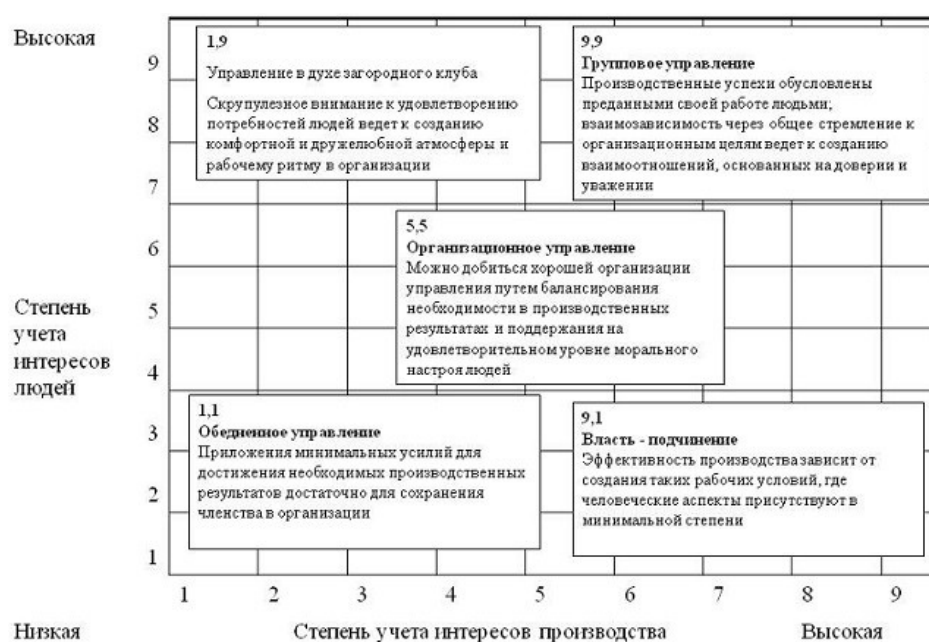 Высокая
9
8
7
6
5
4
3
2
1
Степень
учета
интересов
людей
1,9
Управление в духе загородного клуба
Скрупулезное внимание к удовлетворению
потребностей людей ведет к созданию
комфортной и дружелюбной атмосферы и
рабочему ритму в организации
9,9
Групповое управление
Производственные успехи обусловлены
преданными своей работе людьми;
взаимозависимость через общее стремление к
организационным целям ведет к созданию
взаимоотношений, основанных на доверии и
уважении
5,5
Организационное управление
Можно добиться хорошей организации
управления путем балансирования
необходимости в производственных
результатах и поддержания на
удовлетворительном уровне морального
настроя людей
1,1
Обедненное управление
Приложения минимальных усилий для
достижения необходимых производственных
результатов достаточно для сохранения
членства в организации
9,1
Власть - подчинение
Эффективность производства зависит от
создания таких рабочих условий, где
человеческие аспекты присутствуют в
минимальной степени
1 2 3 4 5 6 7 8 9
Низкая Степень учета интересов производства Высокая